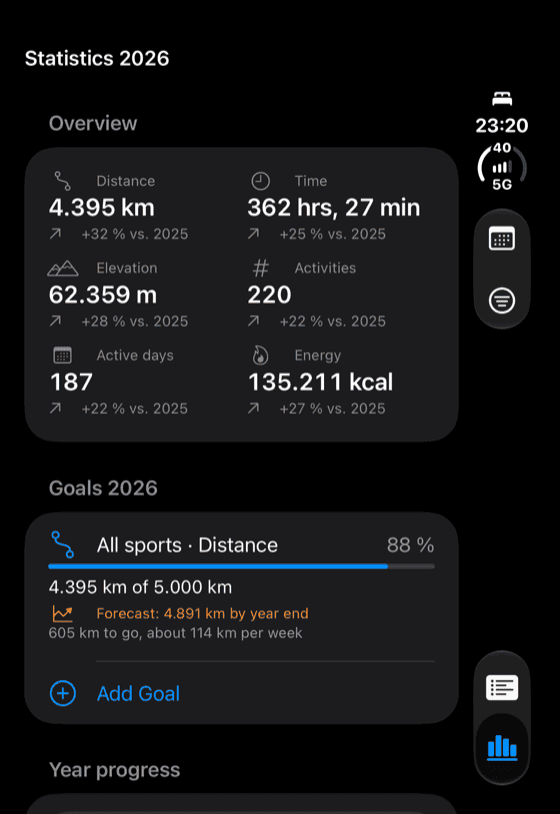 Statistics 2026
23:20
40
5G
Overview
Distance
4.395 km
+32 % vs. 2025
Time
362 hrs, 27 min
+25 % vs. 2025
Elevation
62.359 m
+28 % vs. 2025
# Activities
220
+22 % vs. 2025
Active days
187
+22 % vs. 2025
Energy
135.211 kcal
+27 % vs. 2025
Goals 2026
All sports · Distance
88 %
4.395 km of 5.000 km
Forecast: 4.891 km by year end
605 km to go, about 114 km per week
Add Goal
Year progress